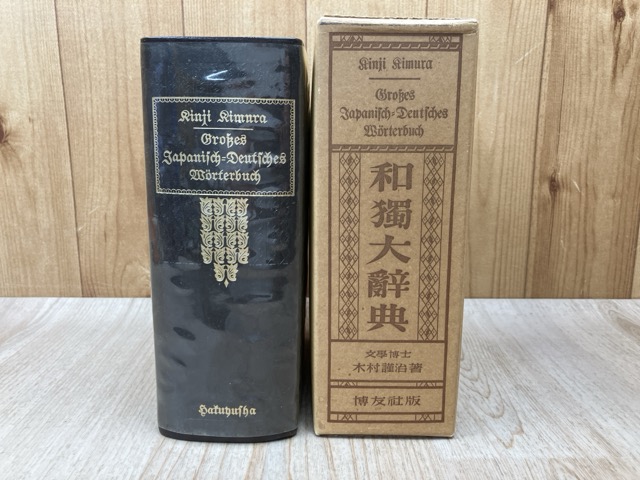 Kinji Kimura
Großes
Japanisch-Deutsches
Wörterbuch
Hakuyusha
Kinji Kimura
Großes
Japanisch-Deutsches
Wörterbuch
和獨大辭典
文學博士
木村謹治著
博友社版